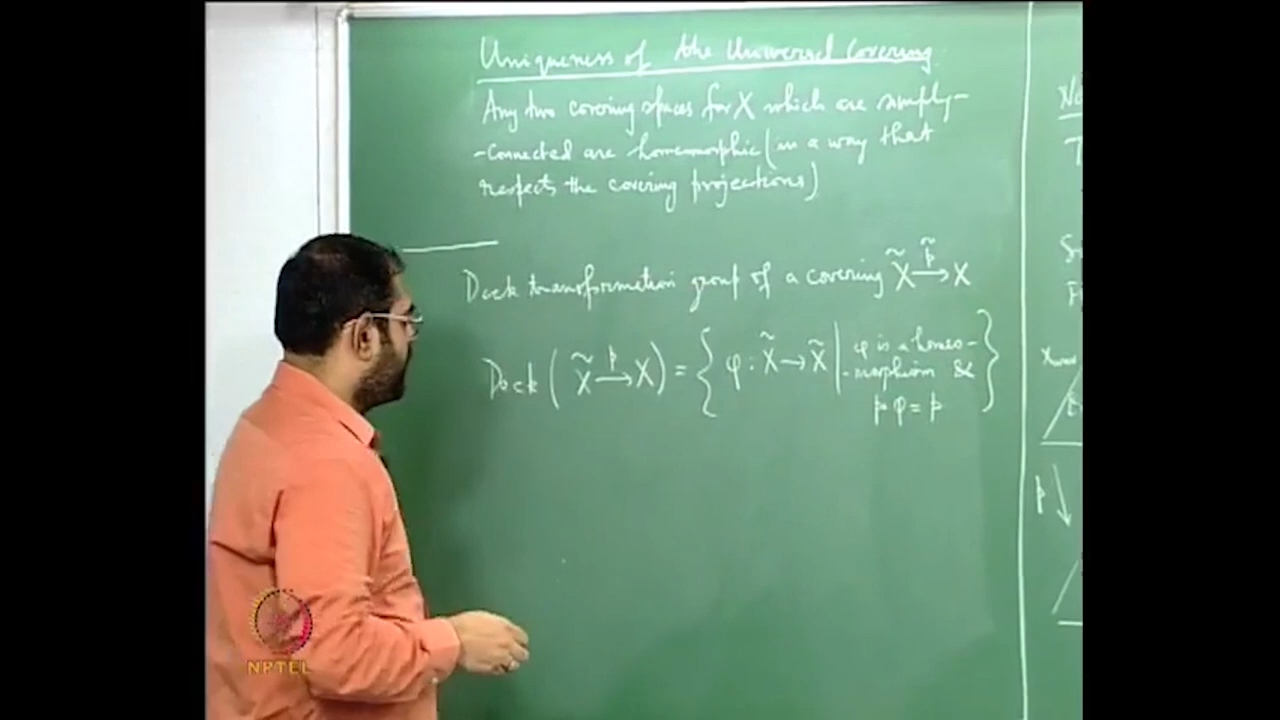 Uniqueness of the Universal Covering
Any two covering spaces for X which are simply-
-connected are homeomorphic (in a way that
respects the covering projections)
Deck transformation group of a covering X̃ →p̃ X
Deck ( X̃ →p X ) = { φ : X̃ → X̃ | φ is a homeo-
-morphism &
p φ = p }
p
NPTEL